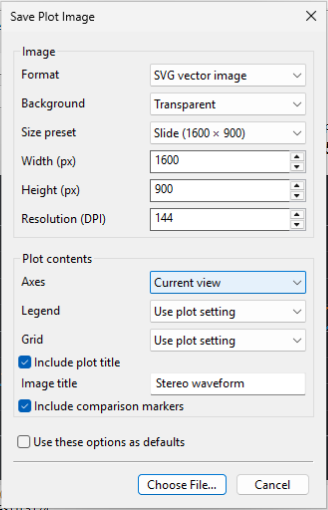 Save Plot Image
Image
Format SVG vector image
Background Transparent
Size preset Slide (1600 × 900)
Width (px) 1600
Height (px) 900
Resolution (DPI) 144
Plot contents
Axes Current view
Legend Use plot setting
Grid Use plot setting
Include plot title
Image title Stereo waveform
Include comparison markers
Use these options as defaults
Choose File... Cancel